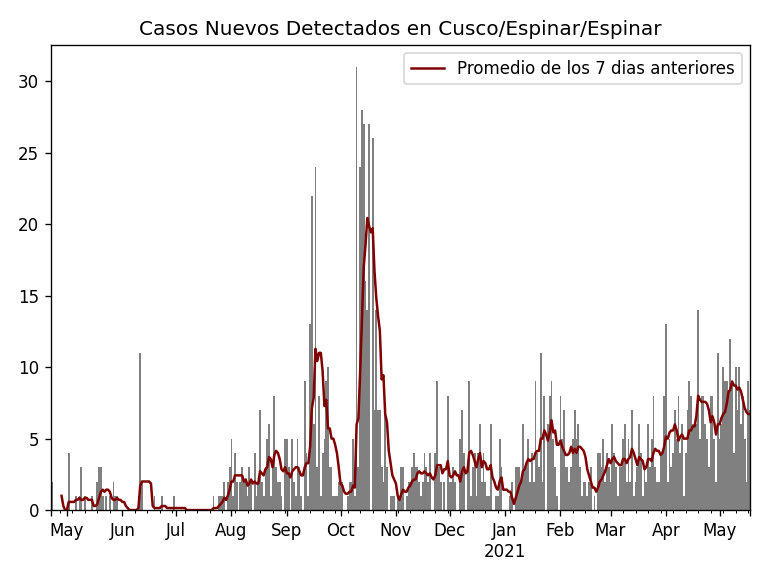 Casos Nuevos Detectados en Cusco/Espinar/Espinar
Promedio de los 7 dias anteriores
30
25
20
15
10
5
0
May Jun Jul Aug Sep Oct Nov Dec Jan Feb Mar Apr May
2021